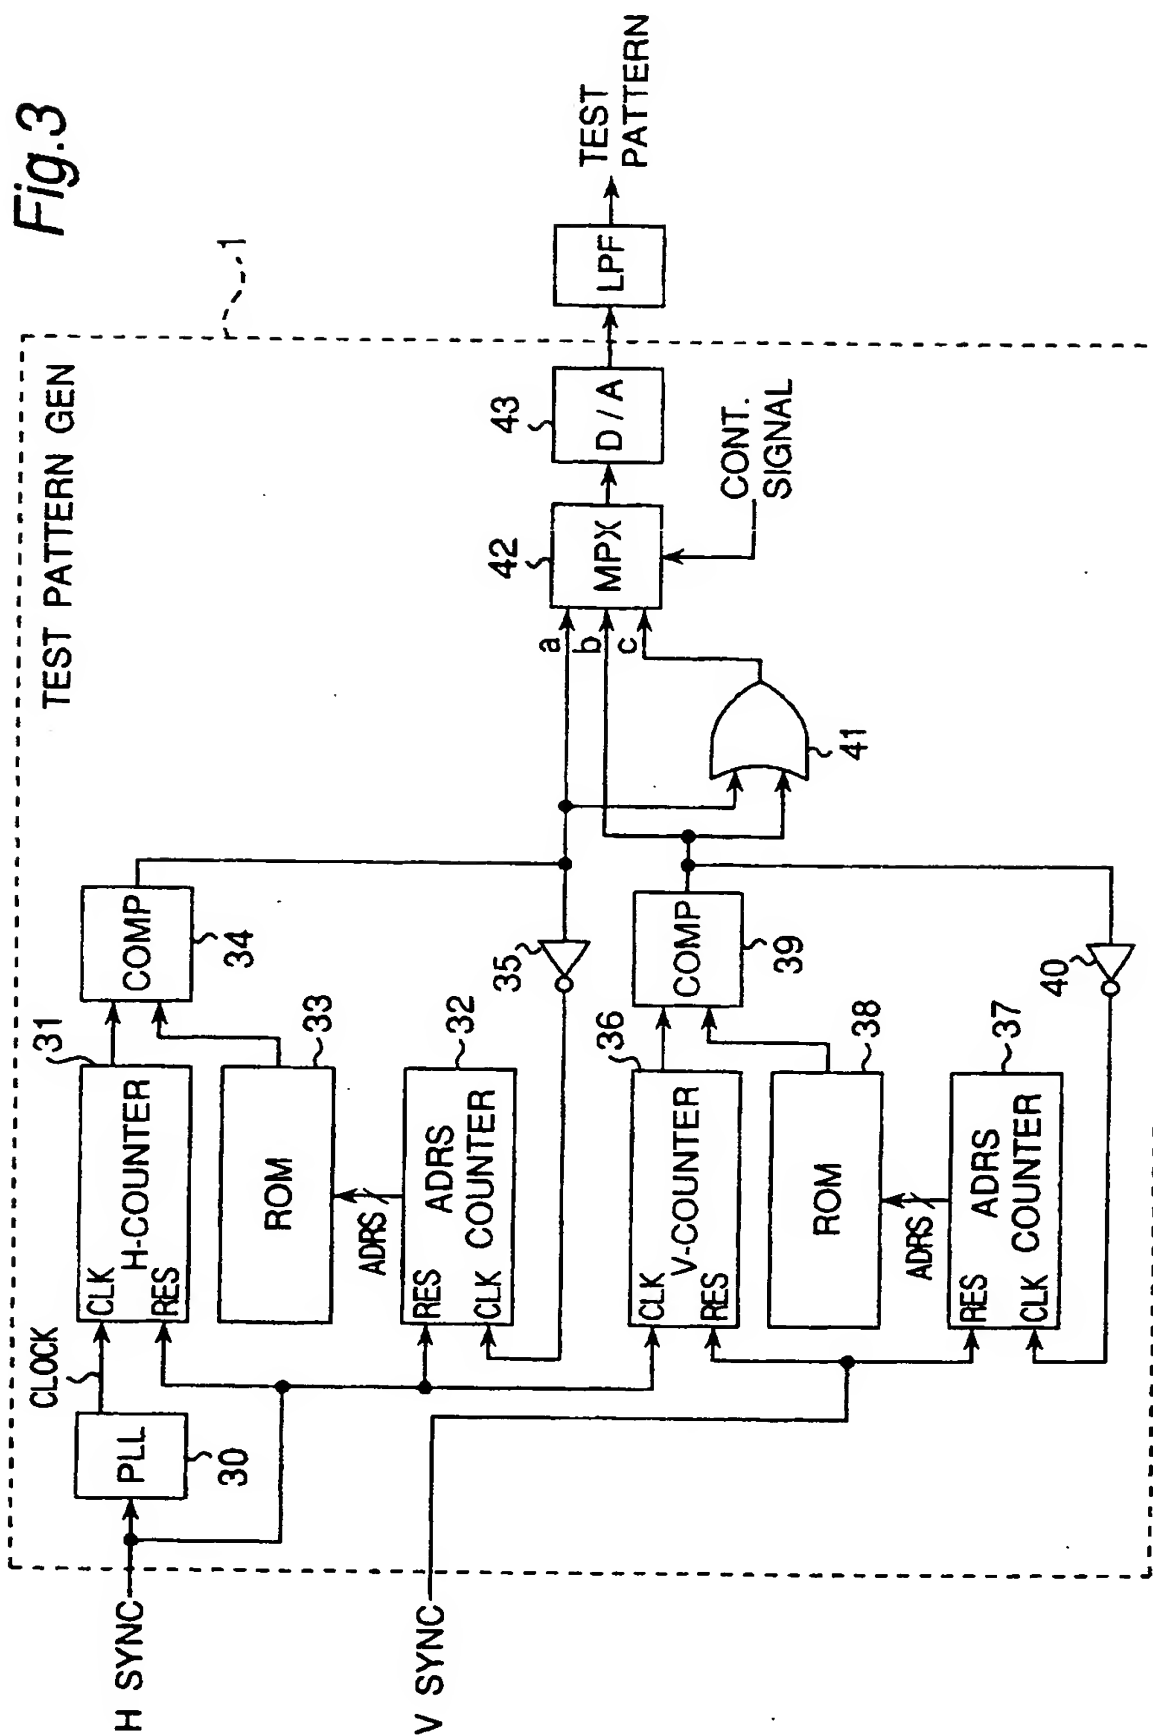 Fig.3
1
TEST PATTERN GEN
H SYNC
V SYNC
PLL
30
CLOCK
CLK
H-COUNTER
RES
31
COMP
34
ROM
33
ADRS
RES
ADRS
COUNTER
CLK
32
35
CLK
V-COUNTER
RES
36
COMP
39
ROM
38
ADRS
RES
ADRS
COUNTER
CLK
37
40
41
a
b
c
MPX
42
CONT.
SIGNAL
D/A
43
LPF
TEST
PATTERN